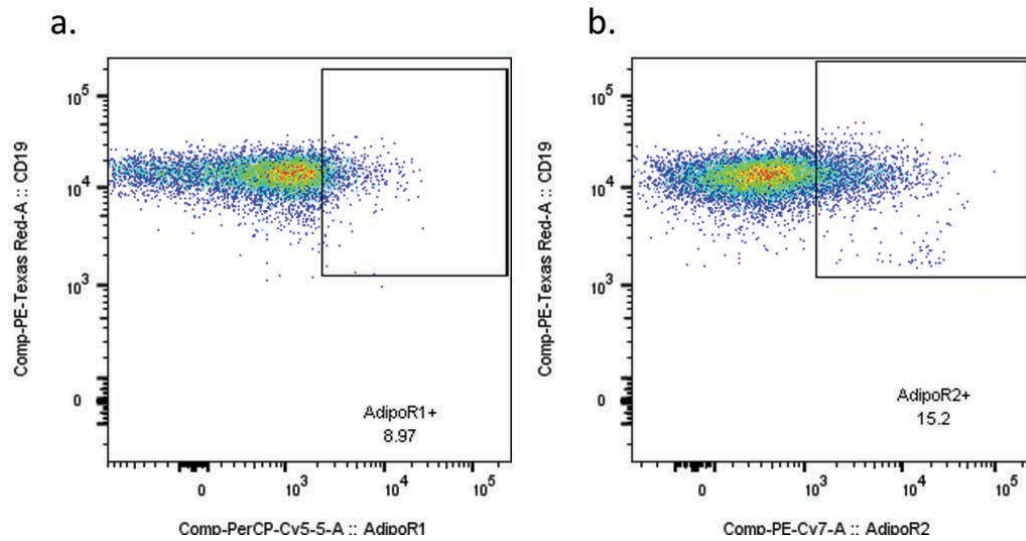 a.
10^5
10^4
10^3
0
Comp-PE-Texas Red-A :: CD19
AdipoR1+
8.97
0
10^3
10^4
10^5
Comp-PerCP-Cy5-5-A :: AdipoR1
b.
10^5
10^4
10^3
0
Comp-PE-Texas Red-A :: CD19
AdipoR2+
15.2
0
10^3
10^4
10^5
Comp-PE-Cy7-A :: AdipoR2